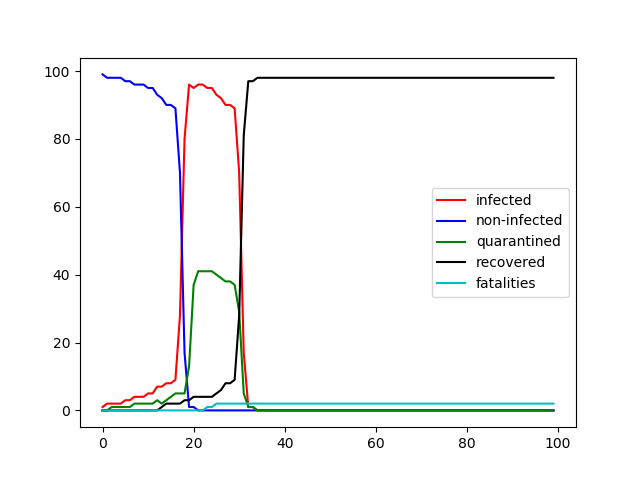 100
80
60
40
20
0
infected
non-infected
quarantined
recovered
fatalities
0 20 40 60 80 100